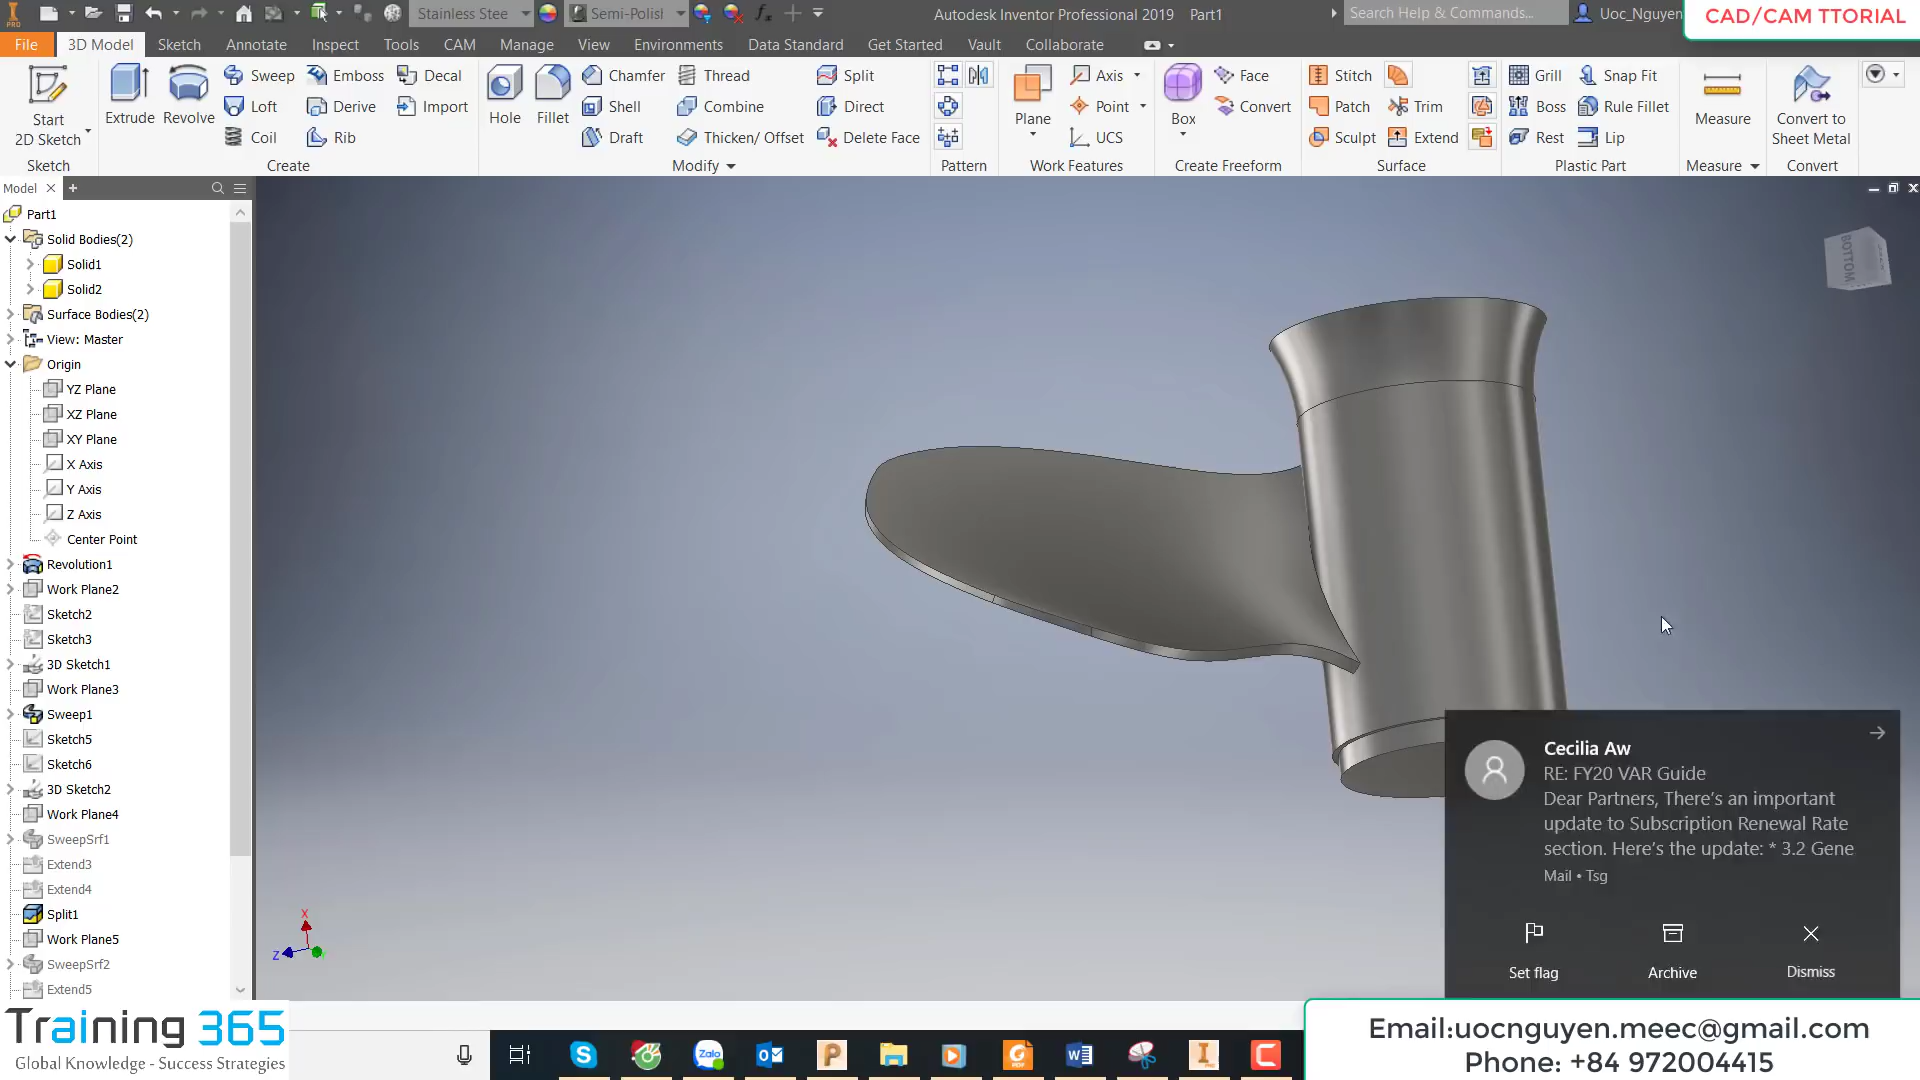 Stainless Stee
Semi-Polisl
Autodesk Inventor Professional 2019 Part1
Search Help & Commands...
Uoc_Nguyen
CAD/CAM TTORIAL
File
3D Model
Sketch
Annotate
Inspect
Tools
CAM
Manage
View
Environments
Data Standard
Get Started
Vault
Collaborate
Start
2D Sketch
Sketch
Extrude
Revolve
Sweep
Loft
Coil
Emboss
Derive
Rib
Decal
Import
Create
Hole
Fillet
Chamfer
Shell
Draft
Thread
Combine
Thicken/ Offset
Split
Direct
Delete Face
Modify
Pattern
Plane
Axis
Point
UCS
Work Features
Box
Face
Convert
Create Freeform
Stitch
Patch
Sculpt
Trim
Extend
Surface
Grill
Boss
Rest
Snap Fit
Rule Fillet
Lip
Plastic Part
Measure
Measure
Convert to
Sheet Metal
Convert
Model
Part1
Solid Bodies(2)
Solid1
Solid2
Surface Bodies(2)
View: Master
Origin
YZ Plane
XZ Plane
XY Plane
X Axis
Y Axis
Z Axis
Center Point
Revolution1
Work Plane2
Sketch2
Sketch3
3D Sketch1
Work Plane3
Sweep1
Sketch5
Sketch6
3D Sketch2
Work Plane4
SweepSrf1
Extend3
Extend4
Split1
Work Plane5
SweepSrf2
Extend5
BOTTOM
X
Z
Cecilia Aw
RE: FY20 VAR Guide
Dear Partners, There's an important
update to Subscription Renewal Rate
section. Here's the update: * 3.2 Gene
Mail • Tsg
Set flag
Archive
Dismiss
Training 365
Global Knowledge - Success Strategies
Zalo
Email:uocnguyen.meec@gmail.com
Phone: +84 972004415